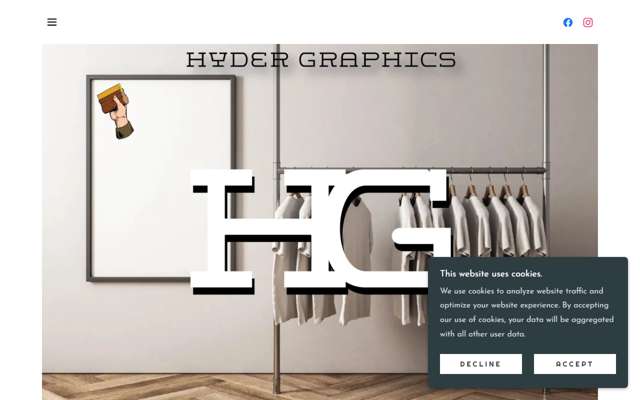 HYDER GRAPHICS
HG
This website uses cookies.
We use cookies to analyze website traffic and
optimize your website experience. By accepting
our use of cookies, your data will be aggregated
with all other user data.
DECLINE
ACCEPT